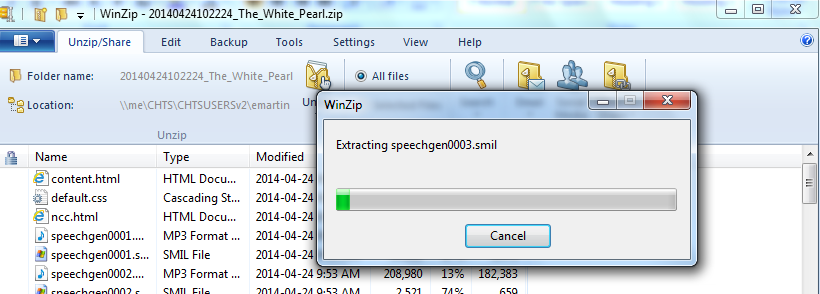 WinZip - 20140424102224_The_White_Pearl.zip
Unzip/Share Edit Backup Tools Settings View Help
Folder name: 20140424102224_The_White_Pearl
All files
Location: \\me\CHTS\CHTSUSERSv2\emartin
Unzip
WinZip
Extracting speechgen0003.smil
Cancel
Name Type Modified
content.html HTML Docu... 2014-04-24
default.css Cascading St... 2014-04-24
ncc.html HTML Docu... 2014-04-24
speechgen0001.... MP3 Format ... 2014-04-24
speechgen0001.s... SMIL File 2014-04-24
speechgen0002.... MP3 Format ... 2014-04-24 9:53 AM 208,980 13% 182,383
speechgen0002.s... SMIL File 2014-04-24 9:53 AM 2,521 74% 659